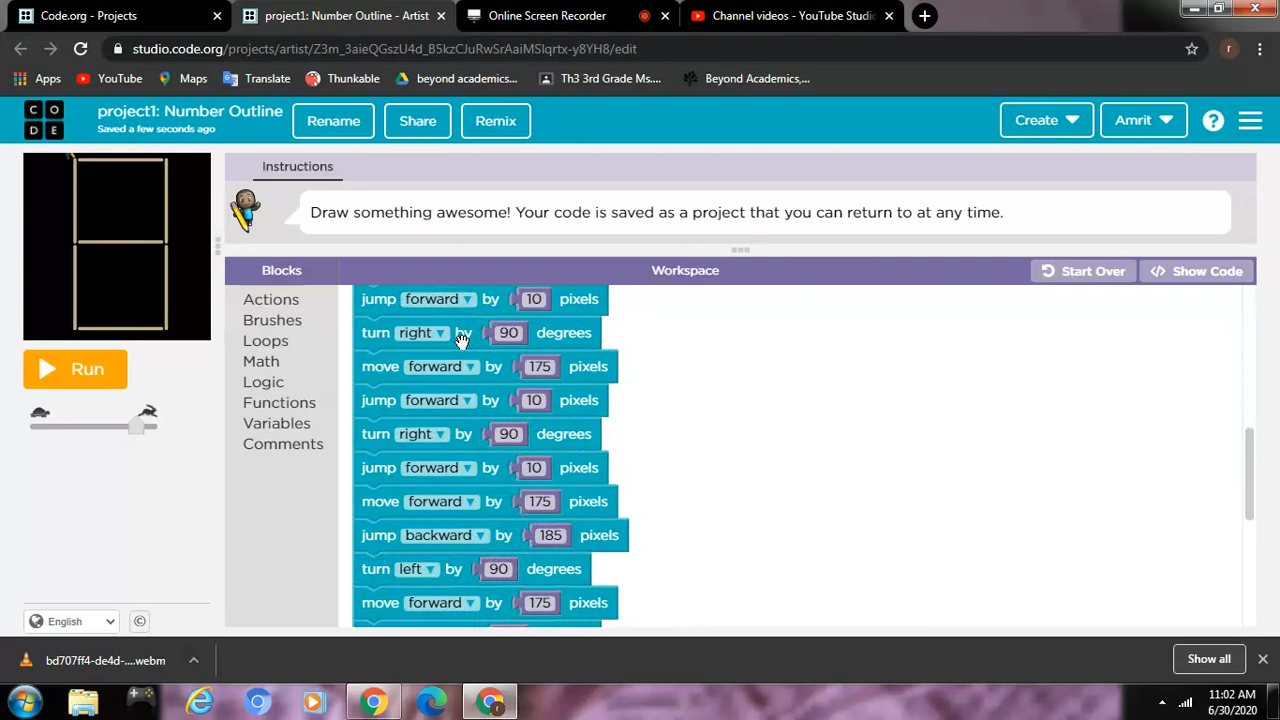 Code.org - Projects
project1: Number Outline - Artist
Online Screen Recorder
Channel videos - YouTube Studio
studio.code.org/projects/artist/Z3m_3aieQGszU4d_B5kzCJuRwSrAaiMSlqrtx-y8YH8/edit
r
Apps
YouTube
Maps
Translate
Thunkable
beyond academics...
Th3 3rd Grade Ms....
Beyond Academics,...
C O
D E
project1: Number Outline
Saved a few seconds ago
Rename
Share
Remix
Create
Amrit
?
Instructions
Draw something awesome! Your code is saved as a project that you can return to at any time.
Blocks
Workspace
Start Over
Show Code
Actions
Brushes
Loops
Math
Logic
Functions
Variables
Comments
jump forward by 10 pixels
turn right by 90 degrees
move forward by 175 pixels
jump forward by 10 pixels
turn right by 90 degrees
jump forward by 10 pixels
move forward by 175 pixels
jump backward by 185 pixels
turn left by 90 degrees
move forward by 175 pixels
Run
English
©
bd707ff4-de4d-....webm
Show all
11:02 AM
6/30/2020